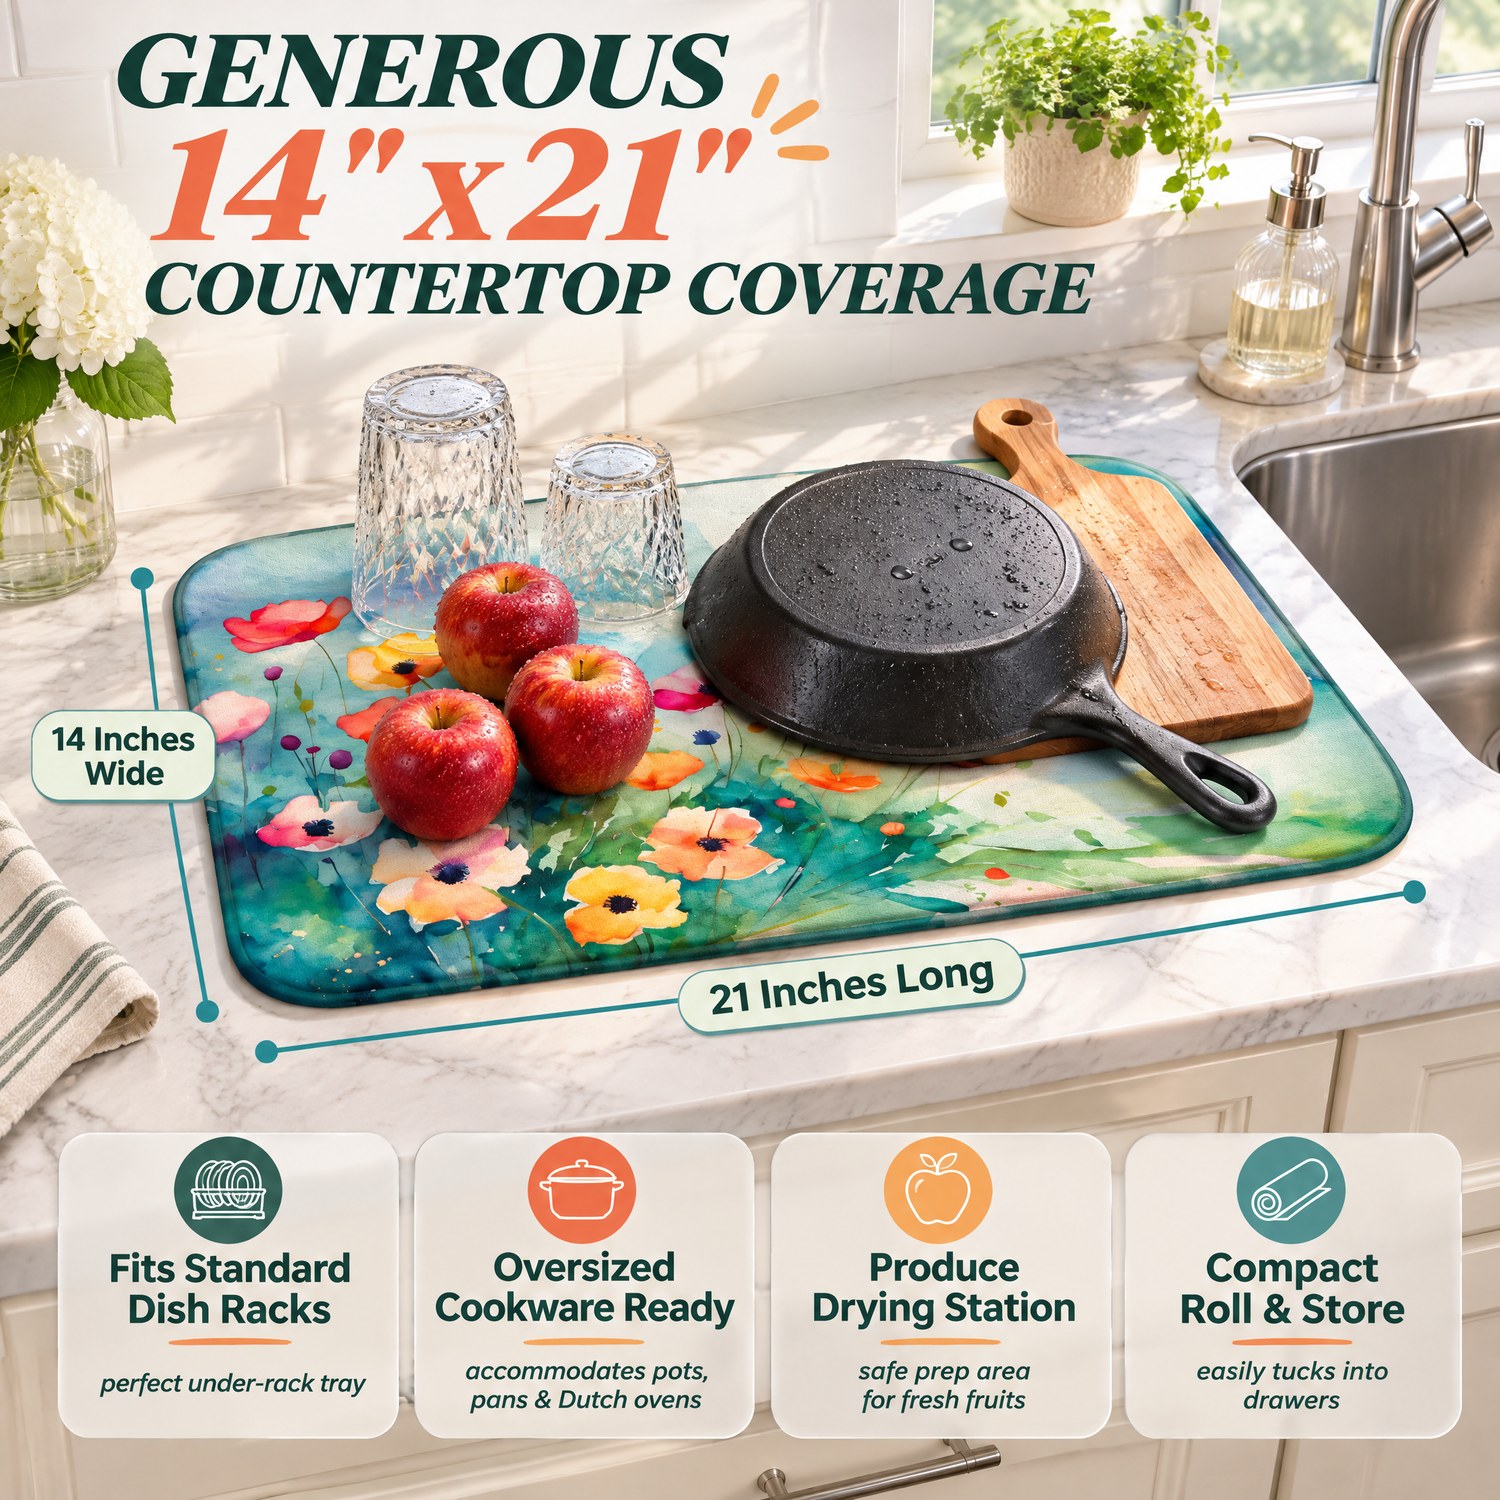 GENEROUS
14" x 21"
COUNTERTOP COVERAGE
14 Inches
Wide
21 Inches Long
Fits Standard
Dish Racks
perfect under-rack tray
Oversized
Cookware Ready
accommodates pots,
pans & Dutch ovens
Produce
Drying Station
safe prep area
for fresh fruits
Compact
Roll & Store
easily tucks into
drawers